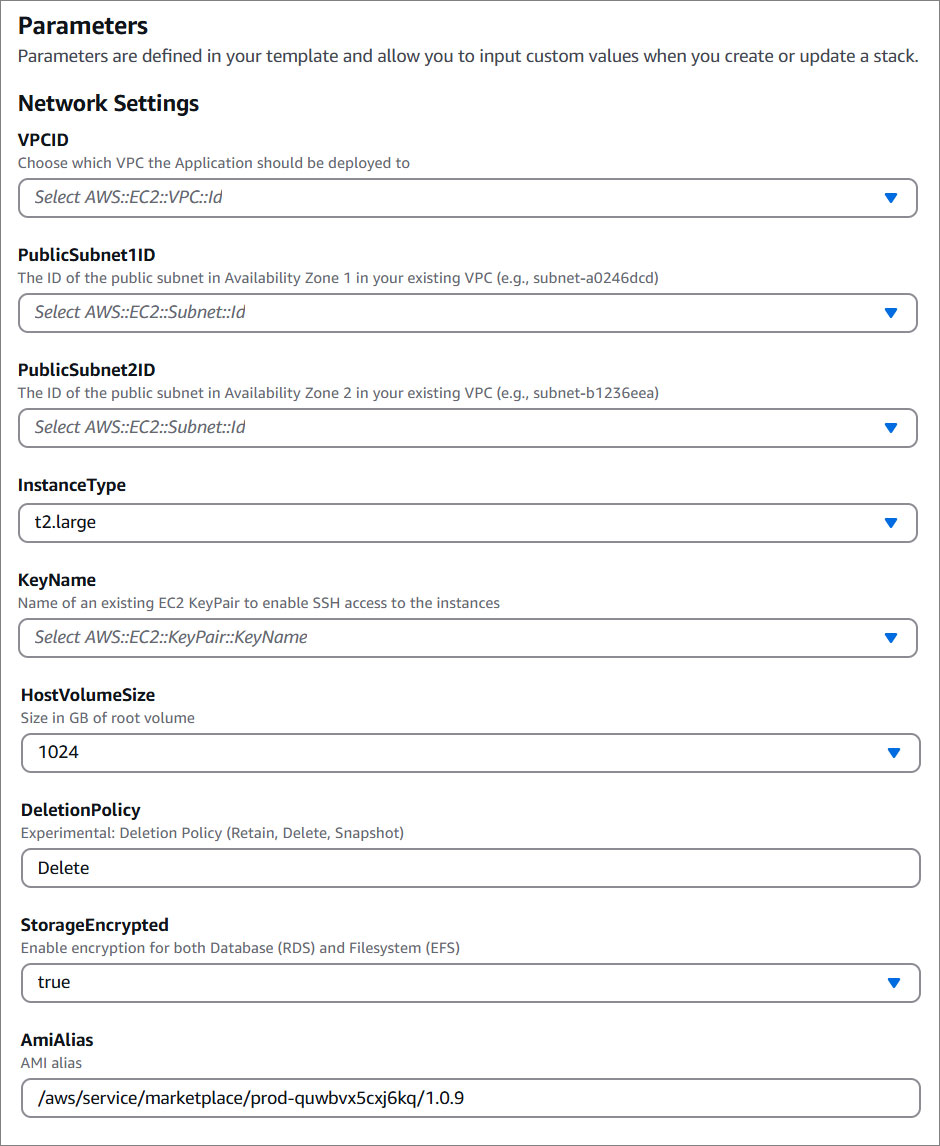 Parameters
Parameters are defined in your template and allow you to input custom values when you create or update a stack.
Network Settings
VPCID
Choose which VPC the Application should be deployed to
Select AWS::EC2::VPC::Id
PublicSubnet1ID
The ID of the public subnet in Availability Zone 1 in your existing VPC (e.g., subnet-a0246dcd)
Select AWS::EC2::Subnet::Id
PublicSubnet2ID
The ID of the public subnet in Availability Zone 2 in your existing VPC (e.g., subnet-b1236eea)
Select AWS::EC2::Subnet::Id
InstanceType
t2.large
KeyName
Name of an existing EC2 KeyPair to enable SSH access to the instances
Select AWS::EC2::KeyPair::KeyName
HostVolumeSize
Size in GB of root volume
1024
DeletionPolicy
Experimental: Deletion Policy (Retain, Delete, Snapshot)
Delete
StorageEncrypted
Enable encryption for both Database (RDS) and Filesystem (EFS)
true
AmiAlias
AMI alias
/aws/service/marketplace/prod-quwbvx5cxj6kq/1.0.9